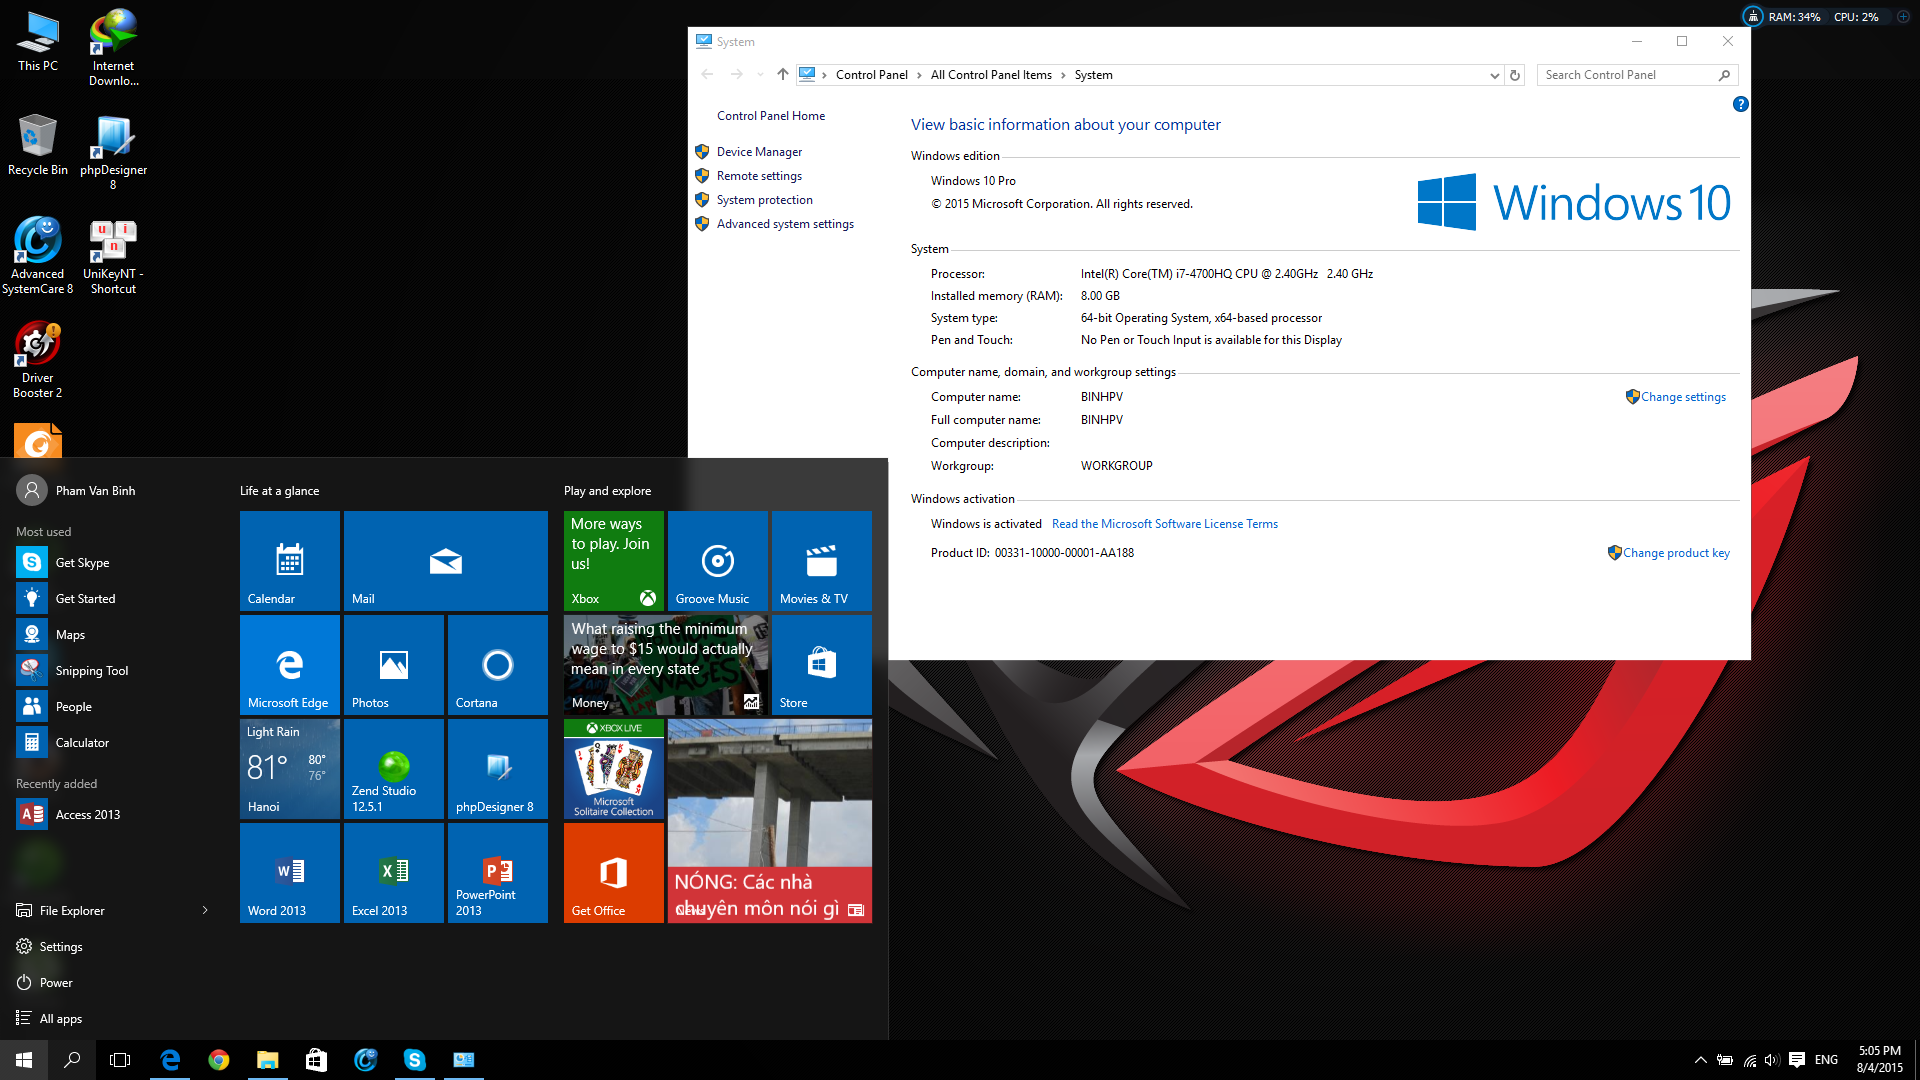 This PC
Internet
Downlo...
Recycle Bin
phpDesigner
8
Advanced
SystemCare 8
UniKeyNT -
Shortcut
Driver
Booster 2
RAM: 34%
CPU: 2%
System
Control Panel
All Control Panel Items
System
Search Control Panel
?
Control Panel Home
Device Manager
Remote settings
System protection
Advanced system settings
View basic information about your computer
Windows edition
Windows 10 Pro
© 2015 Microsoft Corporation. All rights reserved.
Windows 10
System
Processor: Intel(R) Core(TM) i7-4700HQ CPU @ 2.40GHz 2.40 GHz
Installed memory (RAM): 8.00 GB
System type: 64-bit Operating System, x64-based processor
Pen and Touch: No Pen or Touch Input is available for this Display
Computer name, domain, and workgroup settings
Computer name: BINHPV
Change settings
Full computer name: BINHPV
Computer description:
Workgroup: WORKGROUP
Windows activation
Windows is activated Read the Microsoft Software License Terms
Product ID: 00331-10000-00001-AA188
Change product key
Pham Van Binh
Most used
Get Skype
Get Started
Maps
Snipping Tool
People
Calculator
Recently added
Access 2013
File Explorer
Settings
Power
All apps
Life at a glance
Calendar
Mail
Microsoft Edge
Photos
Cortana
Light Rain
81°
80°
76°
Hanoi
Zend Studio
12.5.1
phpDesigner 8
Word 2013
Excel 2013
PowerPoint
2013
Play and explore
More ways
to play. Join
us!
Xbox
Groove Music
Movies & TV
What raising the minimum
wage to $15 would actually
mean in every state
Money
Store
XBOX LIVE
Microsoft
Solitaire Collection
Get Office
NÓNG: Các nhà
chuyên môn nói gì
News
ENG
5:05 PM
8/4/2015